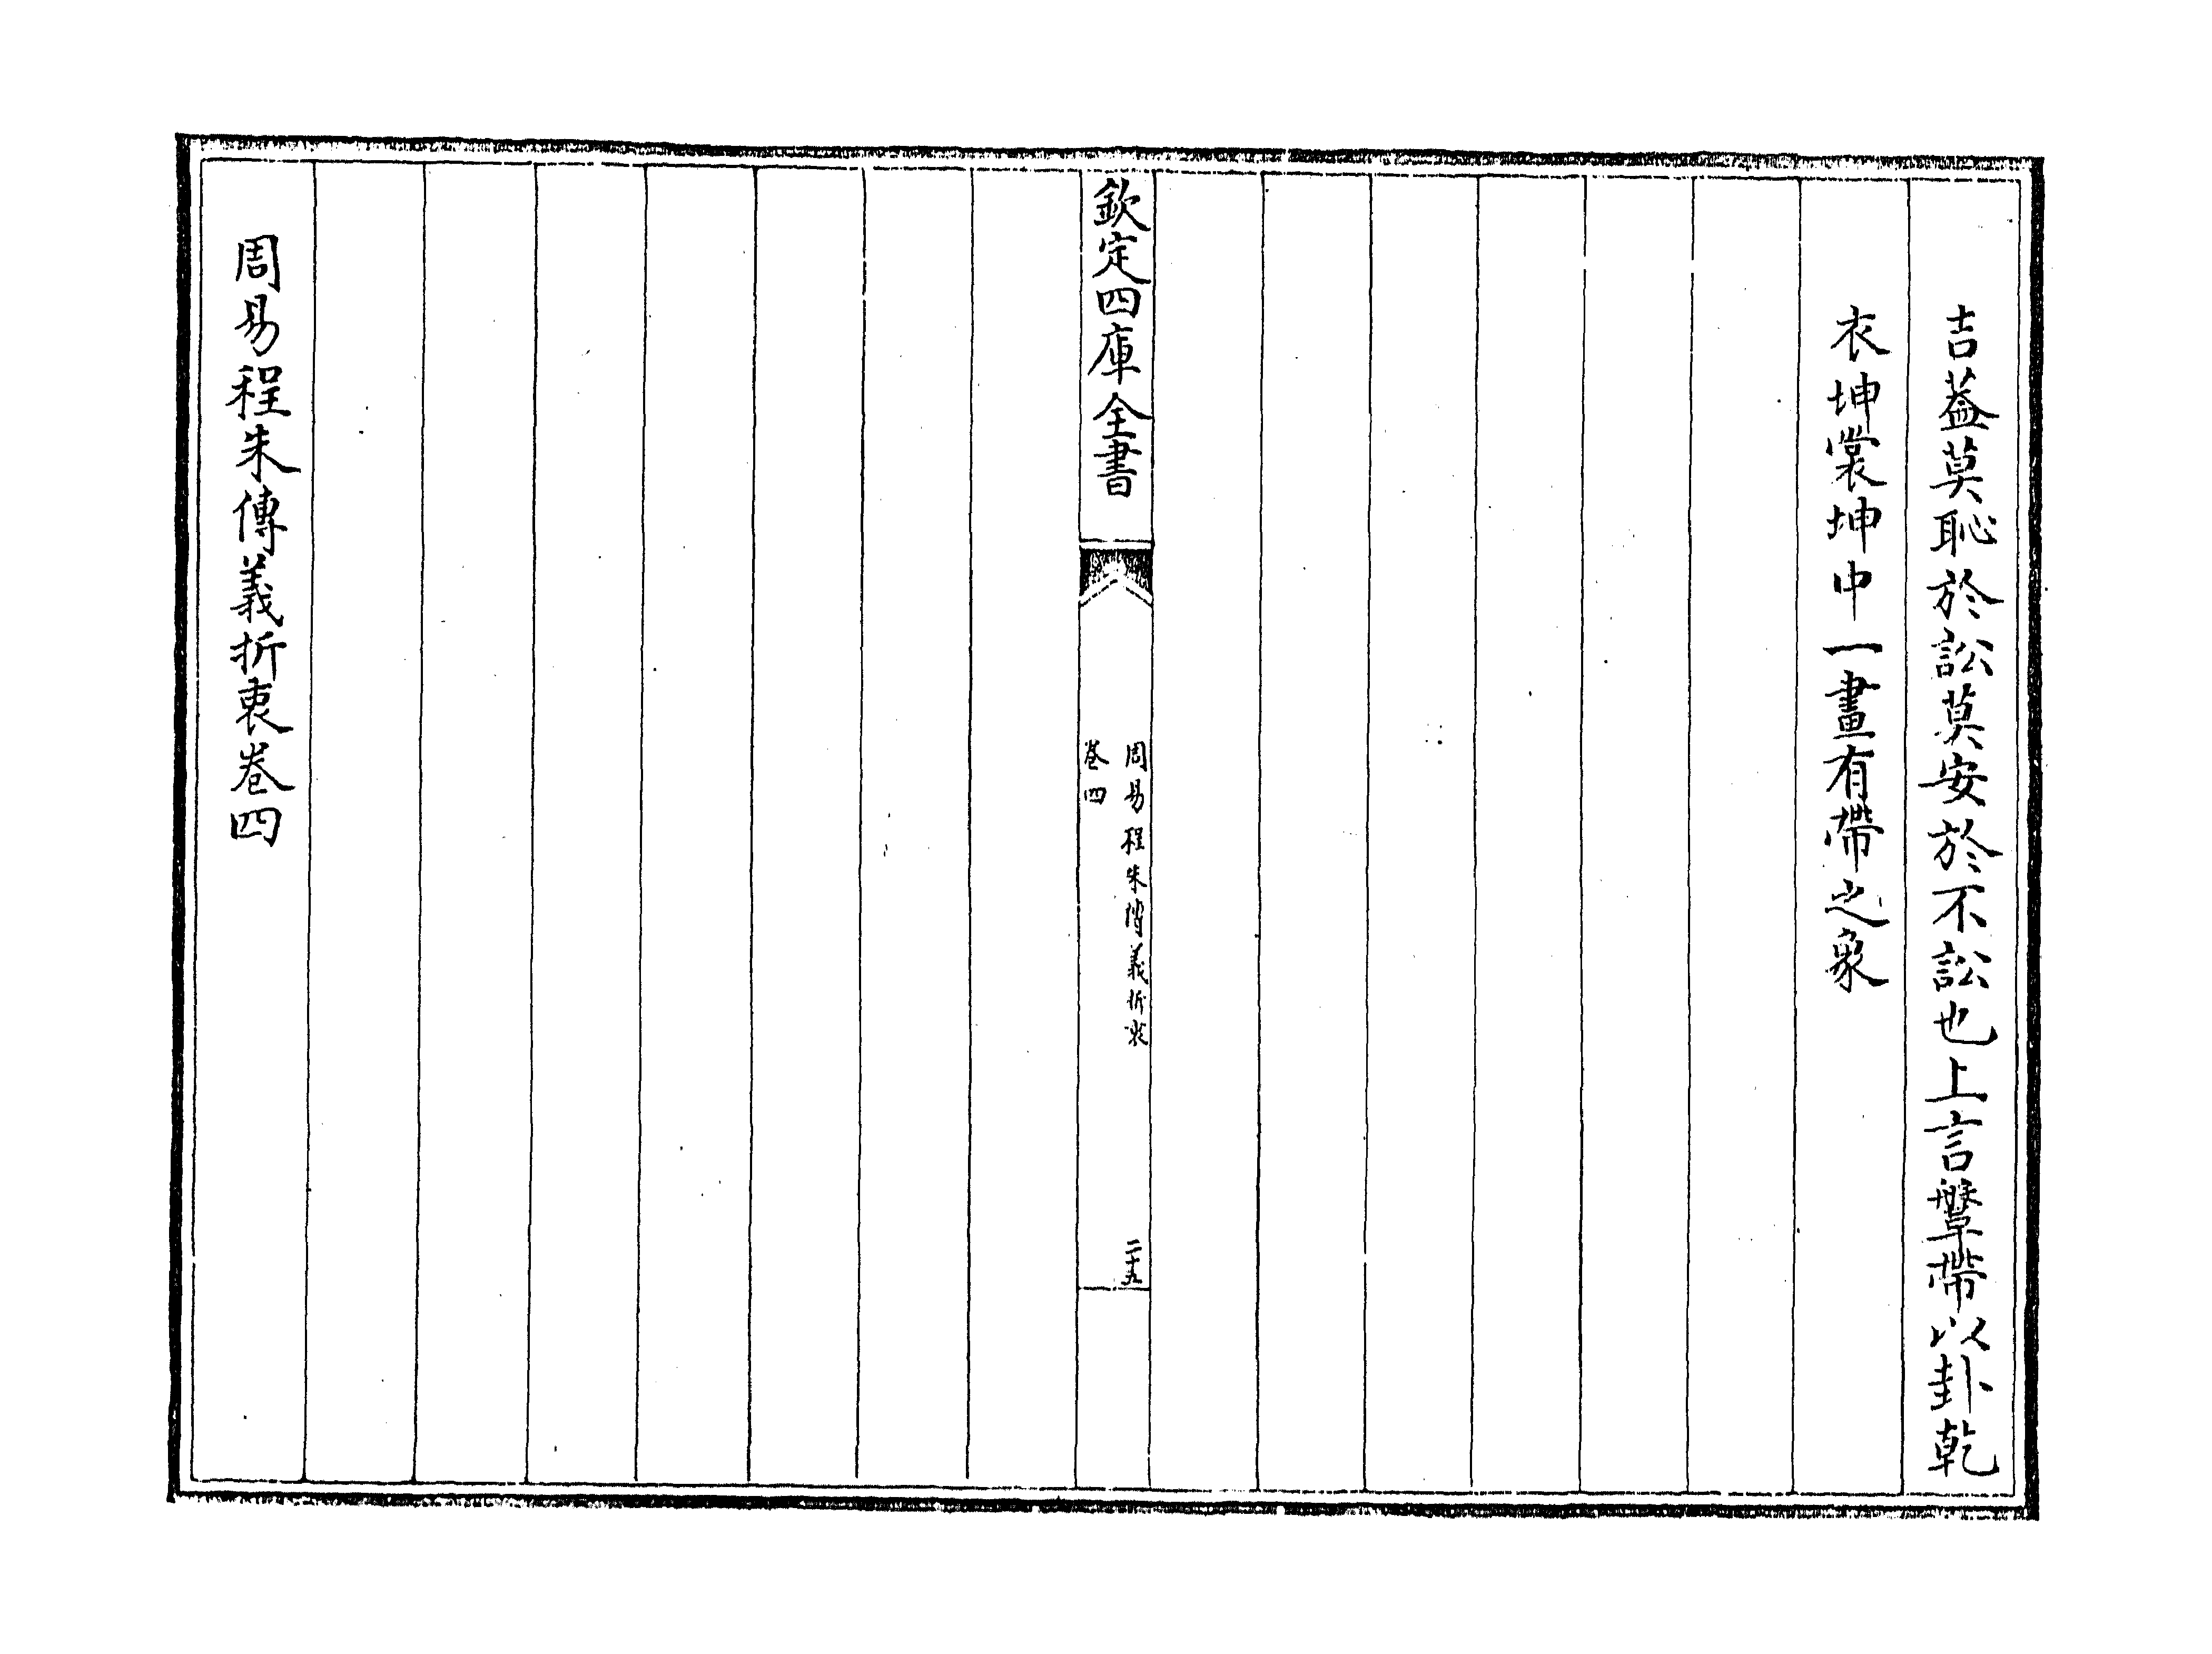 吉蓋莫恥於訟莫安於不訟也上言鞶帶以卦乾
衣坤裳坤中一畫有帶之象
欽定四庫全書
周易程朱傳義折衷
卷四
二十五
周易程朱傳義折衷卷四